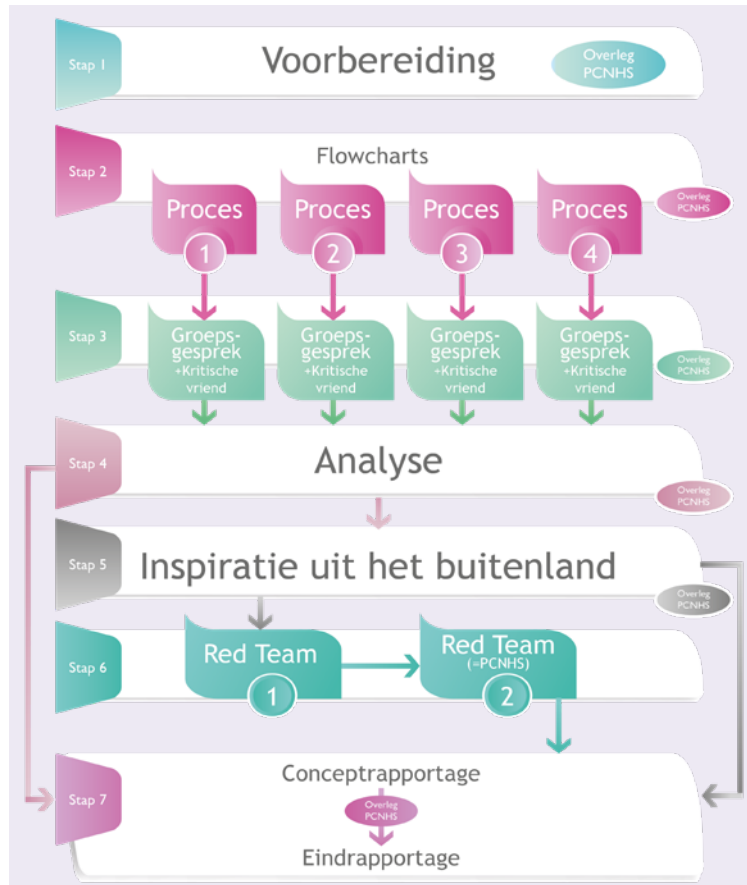 Stap 1
Voorbereiding
Overleg
PCNHS
Stap 2
Flowcharts
Overleg
PCNHS
Proces
1
Proces
2
Proces
3
Proces
4
Stap 3
Groeps-
gesprek
+Kritische
vriend
Groeps-
gesprek
+Kritische
vriend
Groeps-
gesprek
+Kritische
vriend
Groeps-
gesprek
+Kritische
vriend
Overleg
PCNHS
Stap 4
Analyse
Overleg
PCNHS
Stap 5
Inspiratie uit het buitenland
Overleg
PCNHS
Stap 6
Red Team
1
Red Team
(=PCNHS)
2
Stap 7
Conceptrapportage
Overleg
PCNHS
Eindrapportage